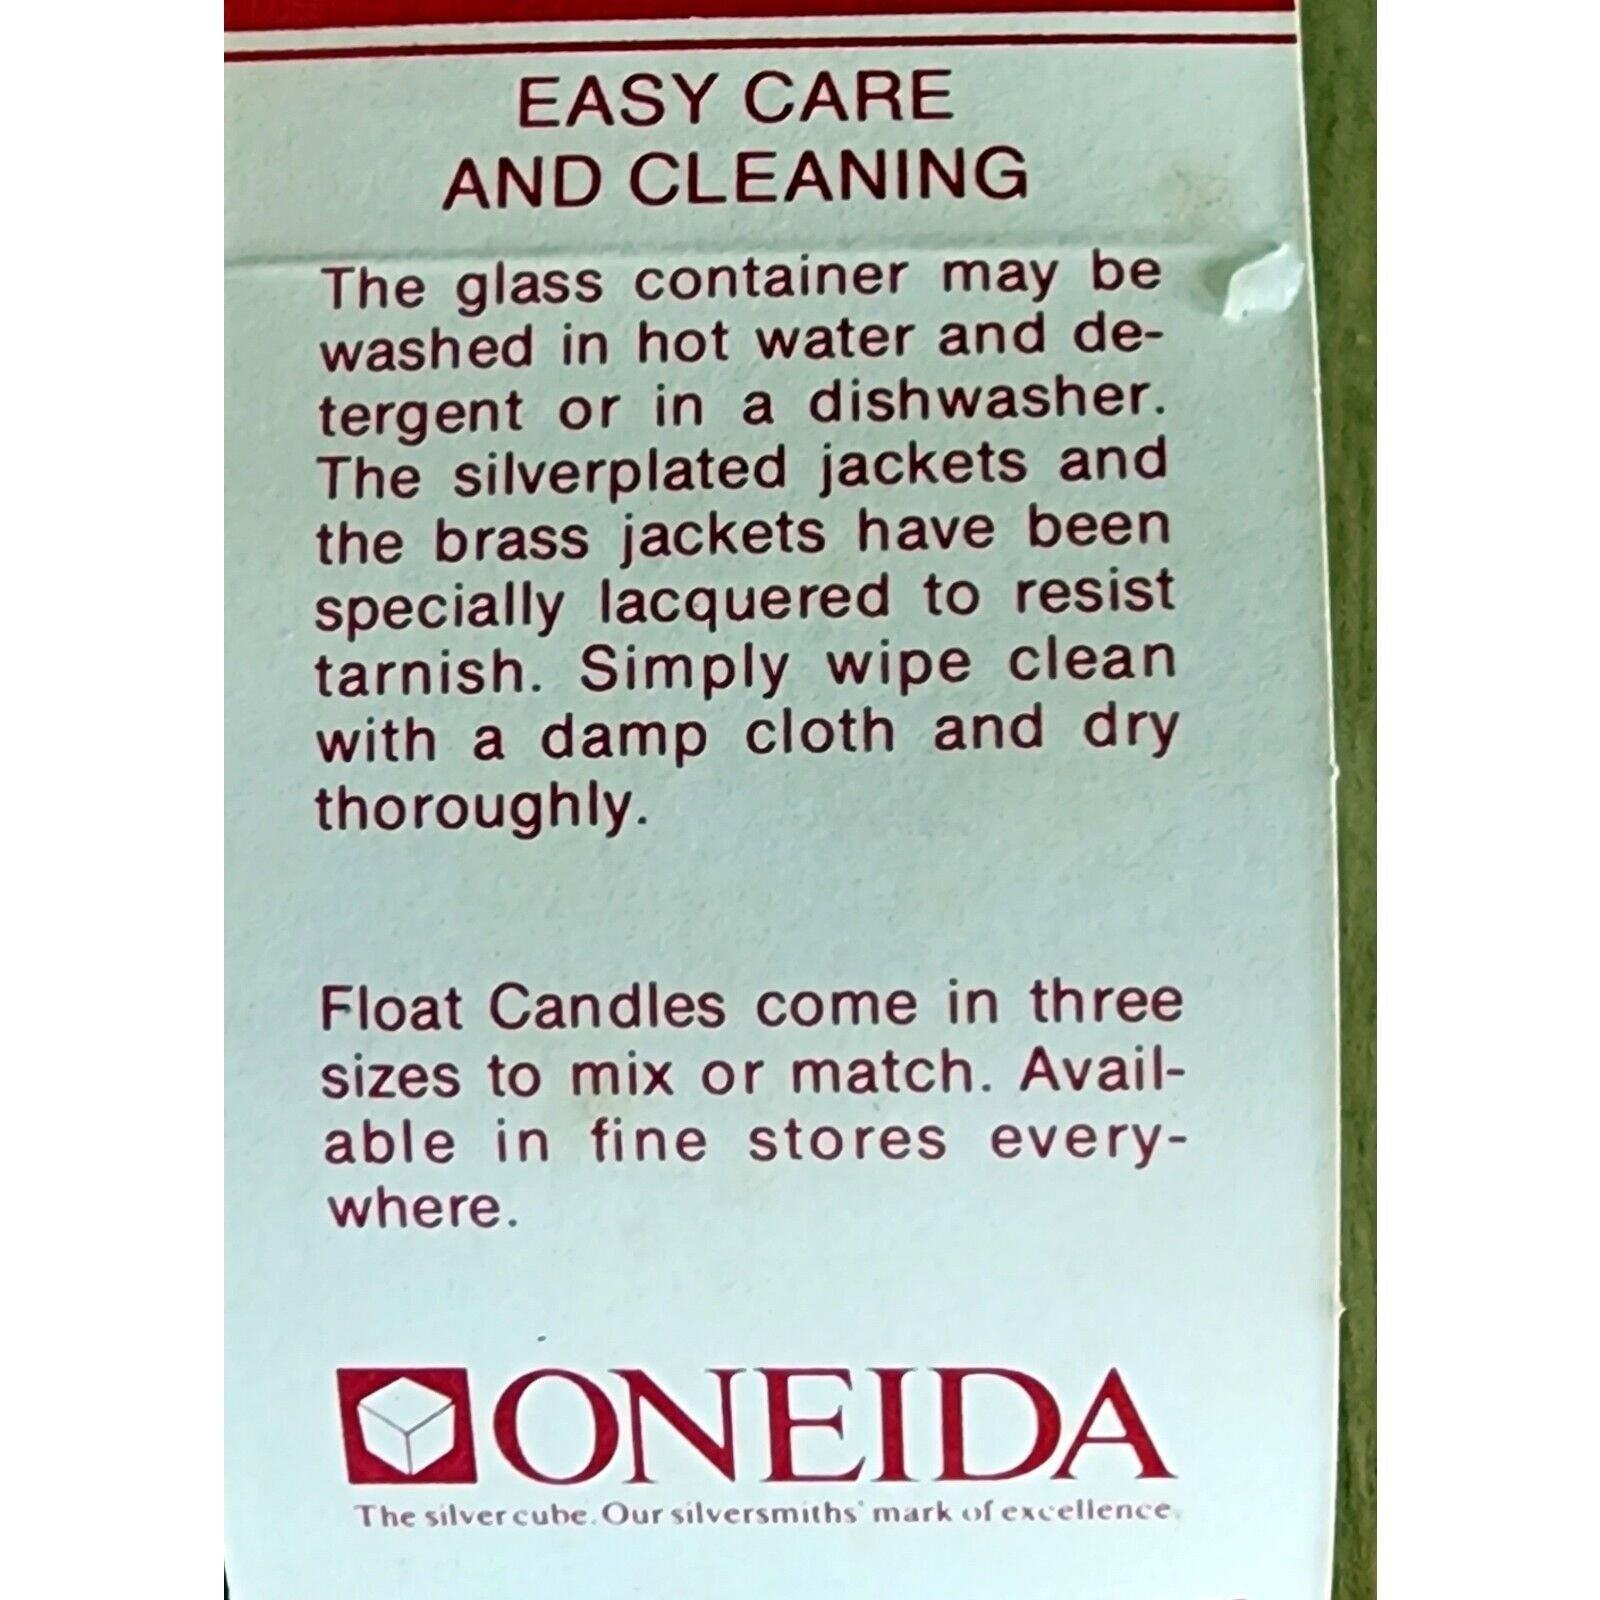 EASY CARE
AND CLEANING
The glass container may be
washed in hot water and de-
tergent or in a dishwasher.
The silverplated jackets and
the brass jackets have been
specially lacquered to resist
tarnish. Simply wipe clean
with a damp cloth and dry
thoroughly.
Float Candles come in three
sizes to mix or match. Avail-
able in fine stores every-
where.
ONEIDA
The silver cube. Our silversmiths' mark of excellence.